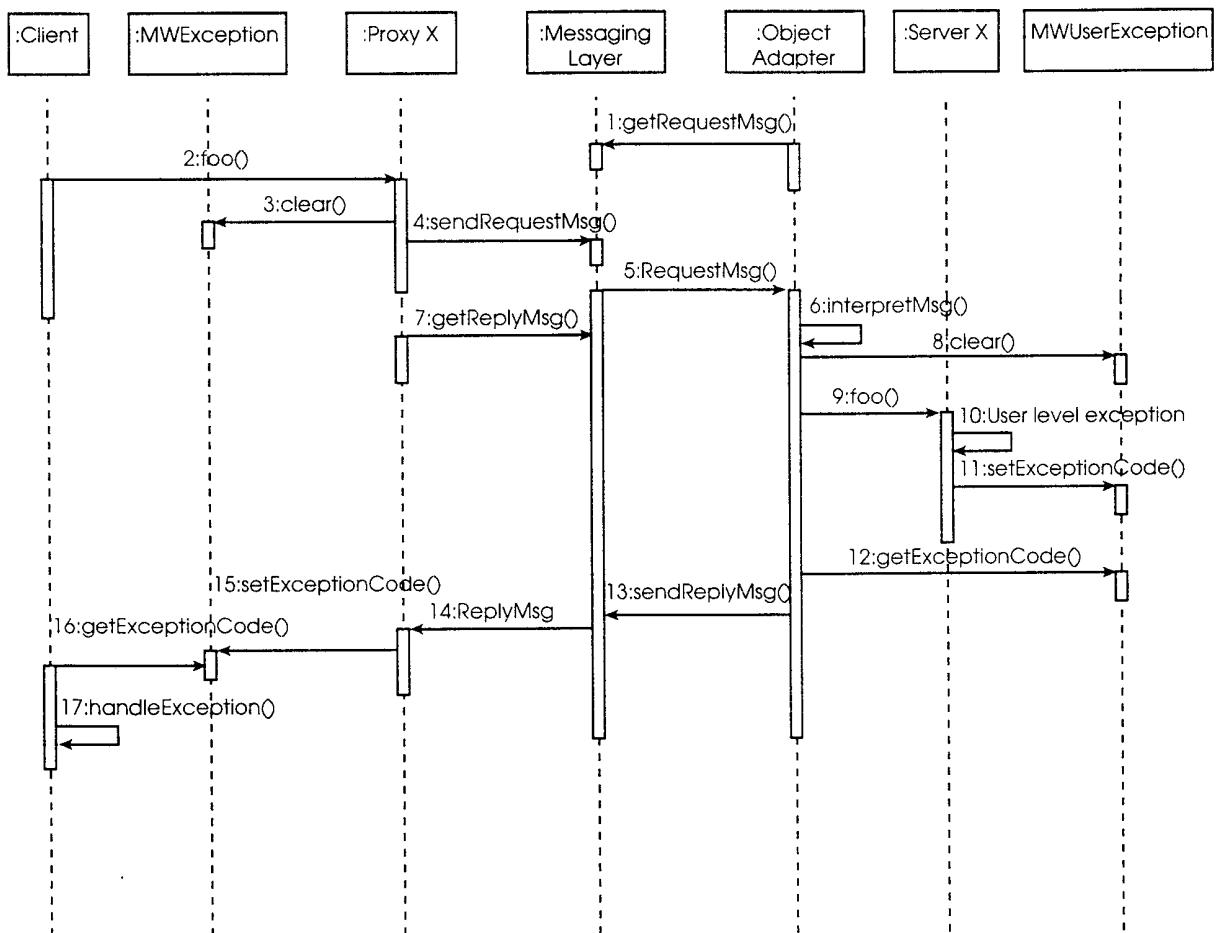 :Client
:MWException
:Proxy X
:Messaging
Layer
:Object
Adapter
:Server X
MWUserException
1:getRequestMsg()
2:foo()
3:clear()
4:sendRequestMsg()
5:RequestMsg()
6:interpretMsg()
7:getReplyMsg()
8:clear()
9:foo()
10:User level exception
11:setExceptionCode()
12:getExceptionCode()
13:sendReplyMsg()
14:ReplyMsg
15:setExceptionCode()
16:getExceptionCode()
17:handleException()